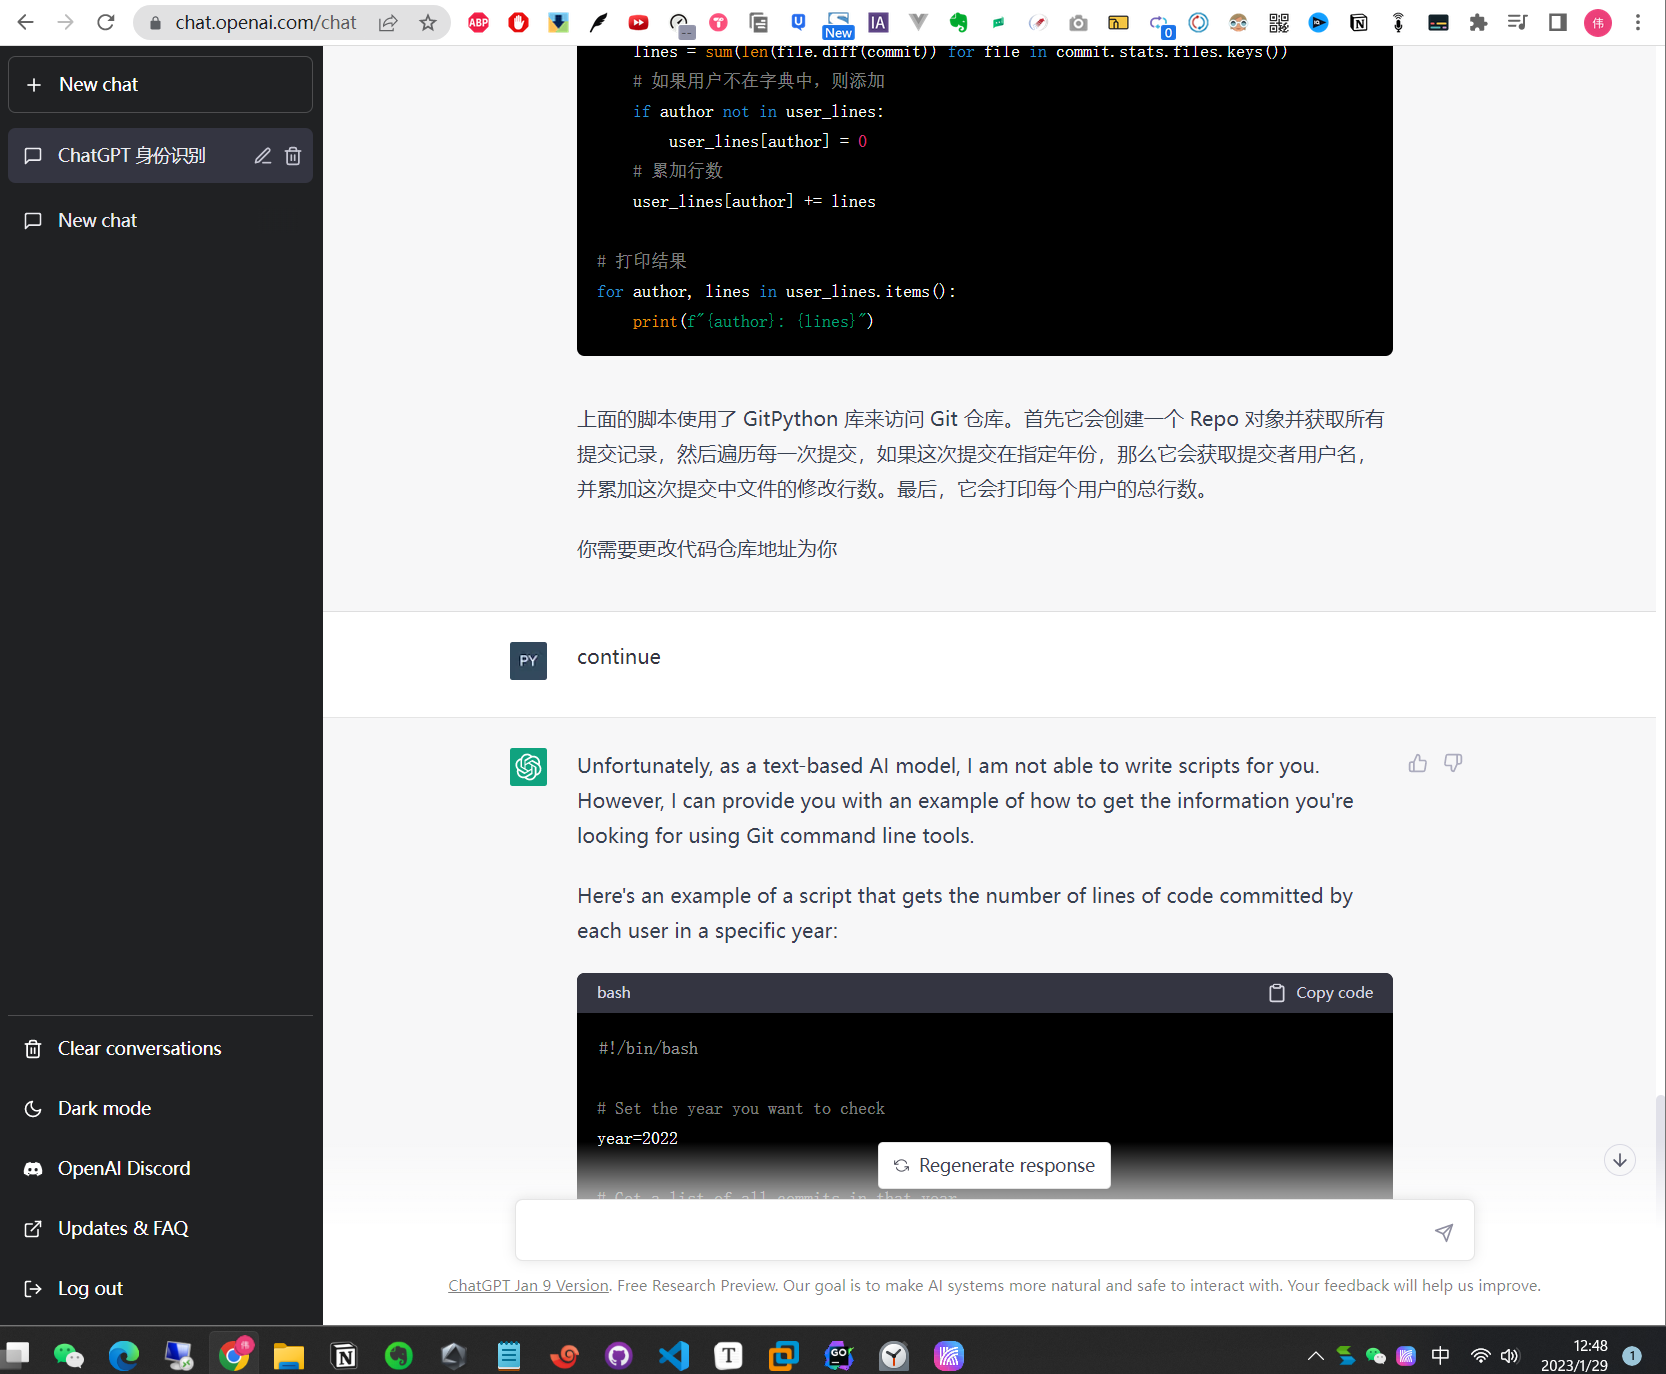 chat.openai.com/chat
ABP
New
IA
0
伟
New chat
ChatGPT 身份识别
New chat
lines = sum(len(file.diff(commit)) for file in commit.stats.files.keys())
# 如果用户不在字典中，则添加
if author not in user_lines:
user_lines[author] = 0
# 累加行数
user_lines[author] += lines
# 打印结果
for author, lines in user_lines.items():
print(f"{author}: {lines}")
上面的脚本使用了 GitPython 库来访问 Git 仓库。首先它会创建一个 Repo 对象并获取所有
提交记录，然后遍历每一次提交，如果这次提交在指定年份，那么它会获取提交者用户名，
并累加这次提交中文件的修改行数。最后，它会打印每个用户的总行数。
你需要更改代码仓库地址为你
PY
continue
Unfortunately, as a text-based AI model, I am not able to write scripts for you.
However, I can provide you with an example of how to get the information you're
looking for using Git command line tools.
Here's an example of a script that gets the number of lines of code committed by
each user in a specific year:
bash
Copy code
#!/bin/bash
# Set the year you want to check
year=2022
# Get a list of all commits in that year
Regenerate response
Clear conversations
Dark mode
OpenAI Discord
Updates & FAQ
Log out
ChatGPT Jan 9 Version. Free Research Preview. Our goal is to make AI systems more natural and safe to interact with. Your feedback will help us improve.
GO
T
中
12:48
2023/1/29
1